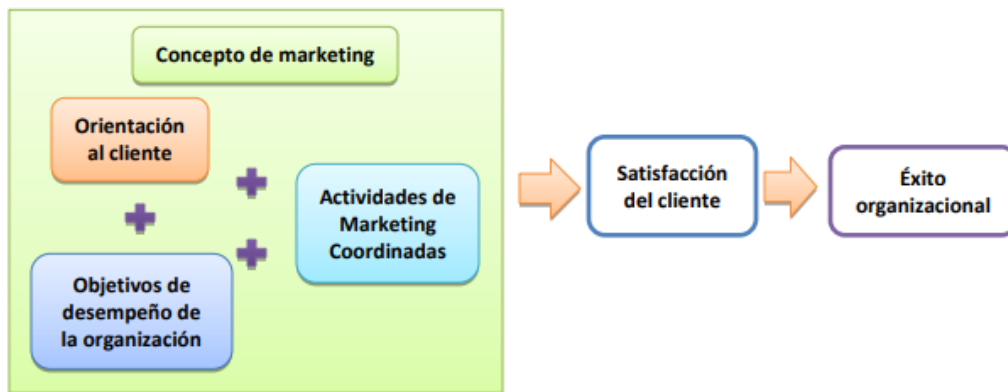 Concepto de marketing
Orientación
al cliente
Actividades de
Marketing
Coordinadas
Objetivos de
desempeño de
la organización
Satisfacción
del cliente
Éxito
organizacional